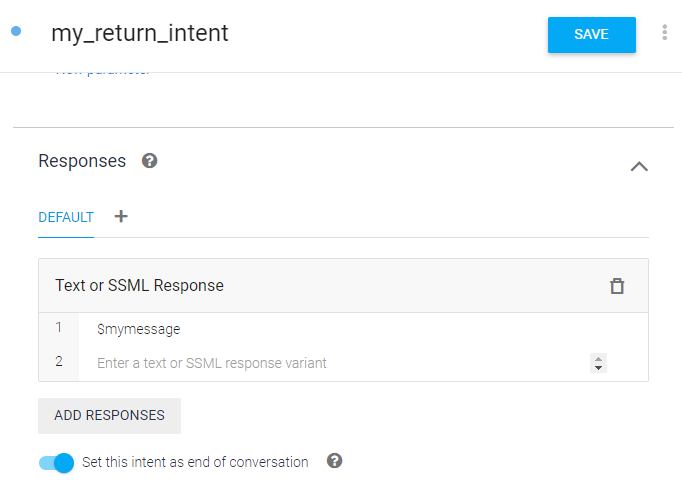 my_return_intent
SAVE
Responses
DEFAULT
Text or SSML Response
1 $mymessage
2 Enter a text or SSML response variant
ADD RESPONSES
Set this intent as end of conversation